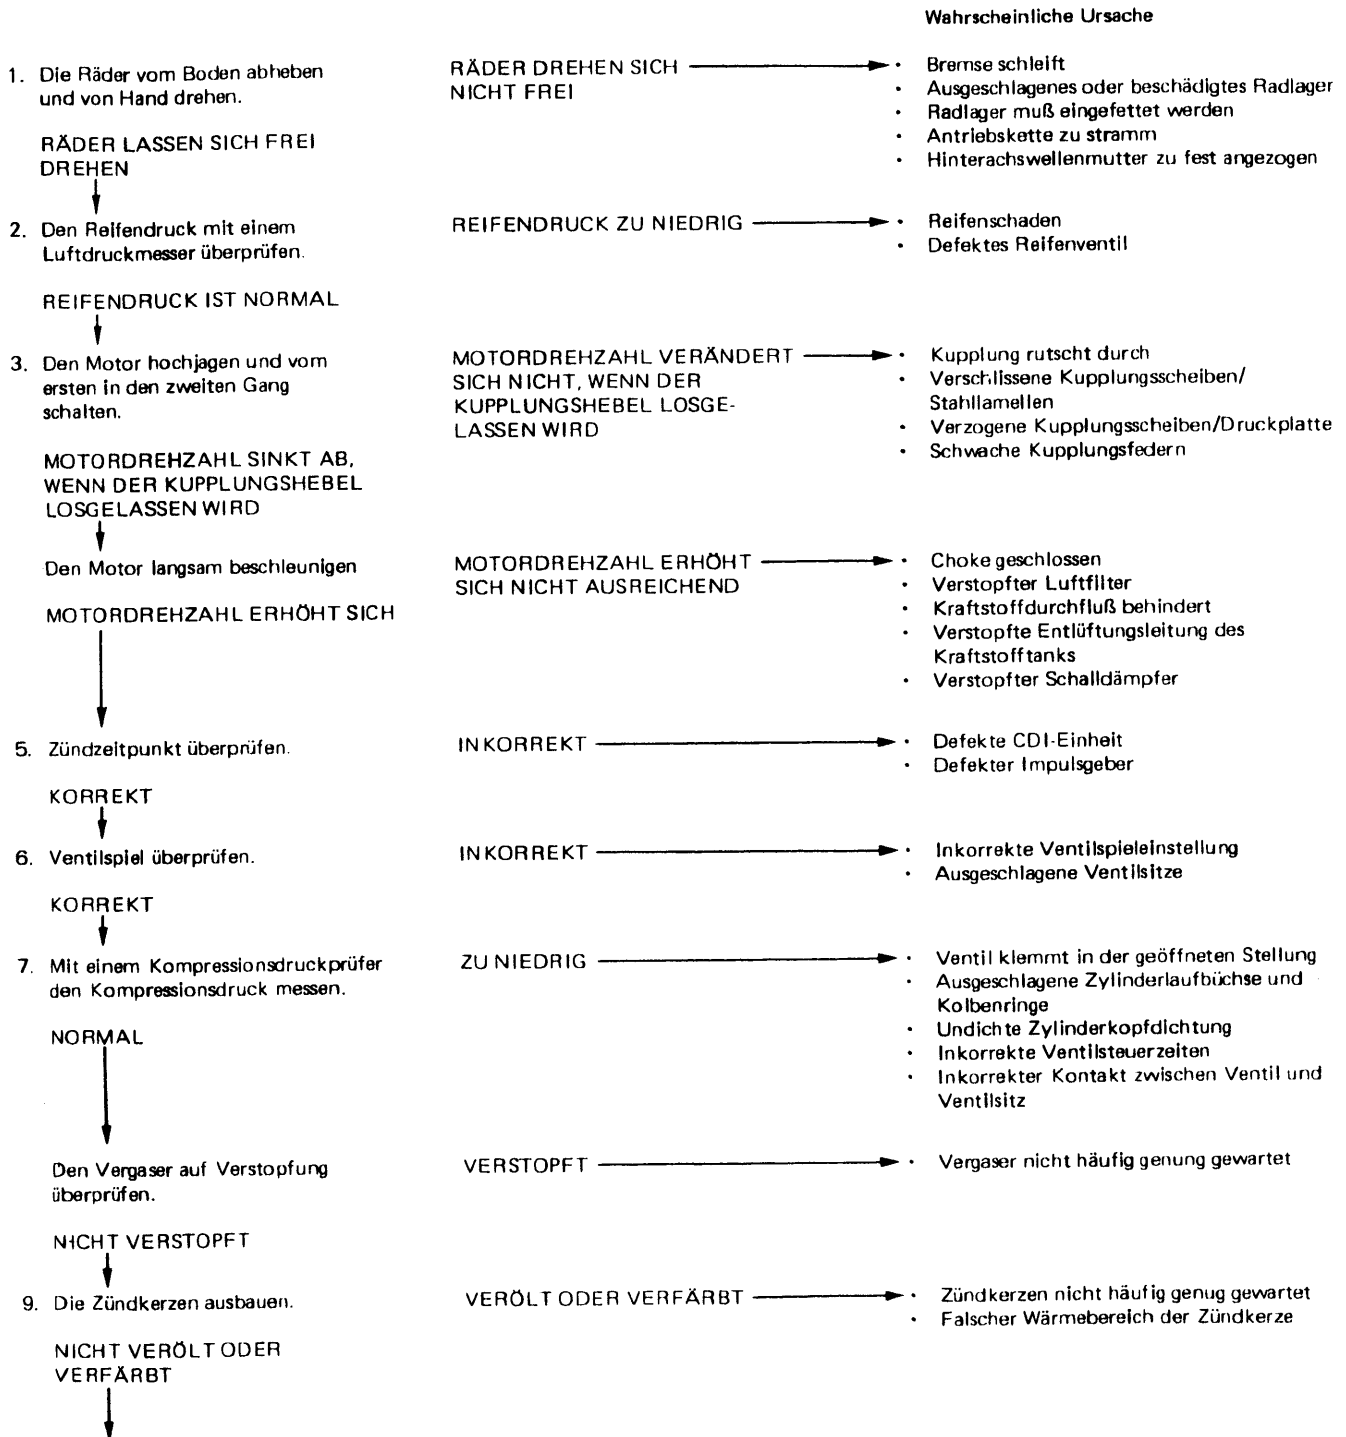 Wahrscheinliche Ursache
1. Die Räder vom Boden abheben
und von Hand drehen.
RÄDER LASSEN SICH FREI
DREHEN
RÄDER DREHEN SICH
NICHT FREI
· Bremse schleift
· Ausgeschlagenes oder beschädigtes Radlager
· Radlager muß eingefettet werden
· Antriebskette zu stramm
· Hinterachswellenmutter zu fest angezogen
2. Den Reifendruck mit einem
Luftdruckmesser überprüfen.
REIFENDRUCK IST NORMAL
REIFENDRUCK ZU NIEDRIG
· Reifenschaden
· Defektes Reifenventil
3. Den Motor hochjagen und vom
ersten in den zweiten Gang
schalten.
MOTORDREHZAHL SINKT AB,
WENN DER KUPPLUNGSHEBEL
LOSGELASSEN WIRD
MOTORDREHZAHL VERÄNDERT
SICH NICHT, WENN DER
KUPPLUNGSHEBEL LOSGE-
LASSEN WIRD
· Kupplung rutscht durch
· Verschlissene Kupplungsscheiben/
Stahllamellen
· Verzogene Kupplungsscheiben/Druckplatte
· Schwache Kupplungsfedern
Den Motor langsam beschleunigen
MOTORDREHZAHL ERHÖHT SICH
MOTORDREHZAHL ERHÖHT
SICH NICHT AUSREICHEND
· Choke geschlossen
· Verstopfter Luftfilter
· Kraftstoffdurchfluß behindert
· Verstopfte Entlüftungsleitung des
Kraftstofftanks
· Verstopfter Schalldämpfer
5. Zündzeitpunkt überprüfen.
KORREKT
INKORREKT
· Defekte CDI-Einheit
· Defekter Impulsgeber
6. Ventilspiel überprüfen.
KORREKT
INKORREKT
· Inkorrekte Ventilspieleinstellung
· Ausgeschlagene Ventilsitze
7. Mit einem Kompressionsdruckprüfer
den Kompressionsdruck messen.
NORMAL
ZU NIEDRIG
· Ventil klemmt in der geöffneten Stellung
· Ausgeschlagene Zylinderlaufbüchse und
Kolbenringe
· Undichte Zylinderkopfdichtung
· Inkorrekte Ventilsteuerzeiten
· Inkorrekter Kontakt zwischen Ventil und
Ventilsitz
Den Vergaser auf Verstopfung
überprüfen.
NICHT VERSTOPFT
VERSTOPFT
· Vergaser nicht häufig genung gewartet
9. Die Zündkerzen ausbauen.
NICHT VERÖLT ODER
VERFÄRBT
VERÖLT ODER VERFÄRBT
· Zündkerzen nicht häufig genug gewartet
· Falscher Wärmebereich der Zündkerze